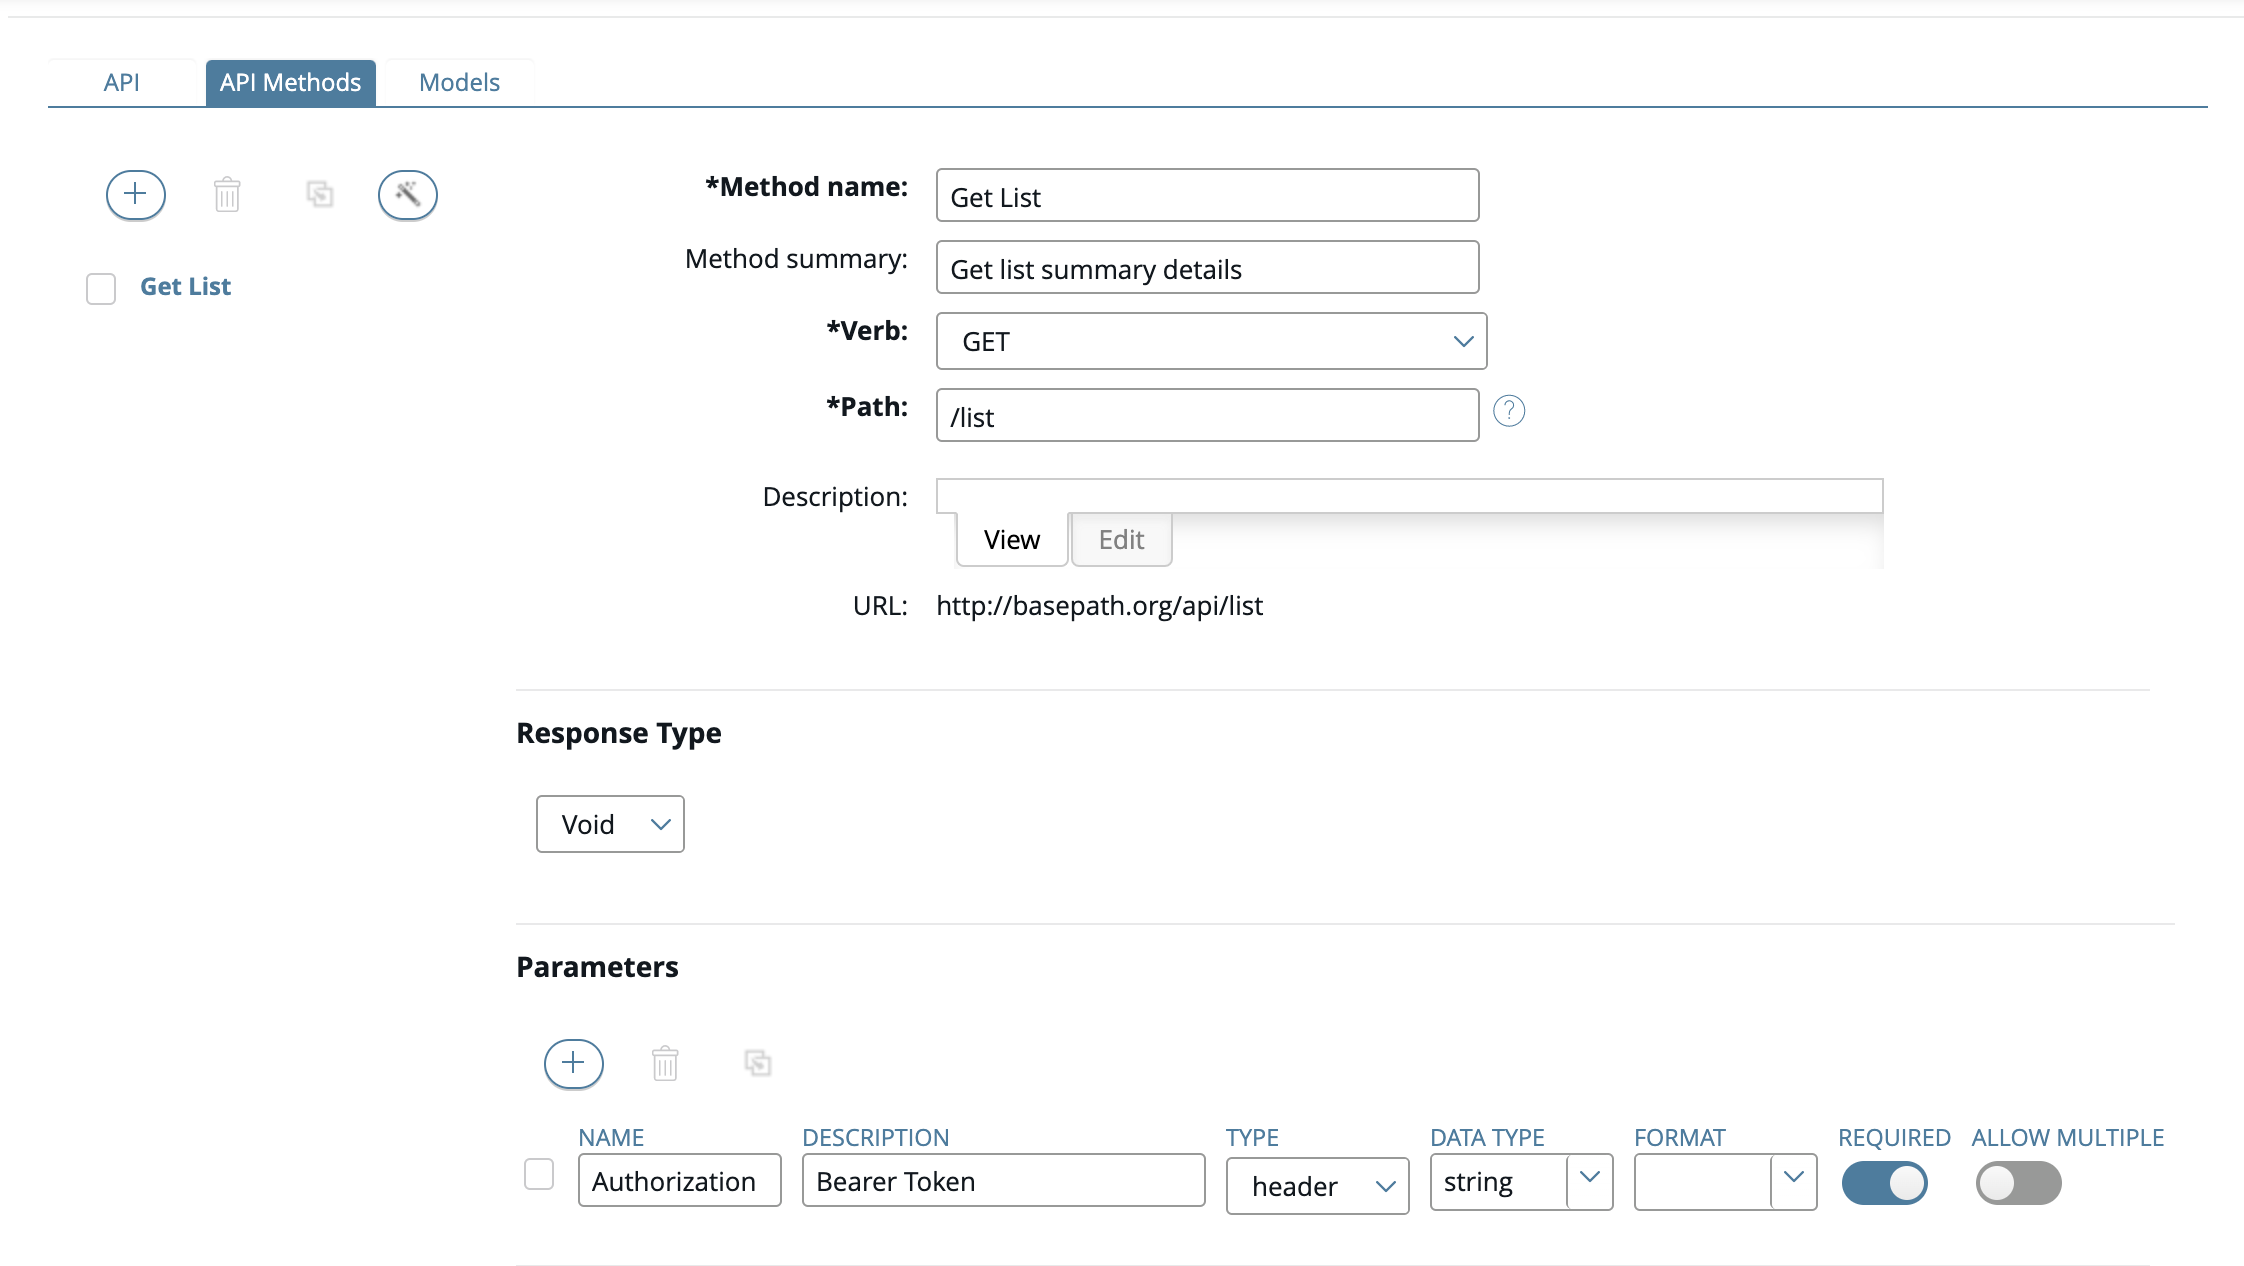 API API Methods Models
*Method name: Get List
Get List
Method summary: Get list summary details
*Verb: GET
*Path: /list ?
Description:
View Edit
URL: http://basepath.org/api/list
Response Type
Void
Parameters
NAME DESCRIPTION TYPE DATA TYPE FORMAT REQUIRED ALLOW MULTIPLE
Authorization Bearer Token header string